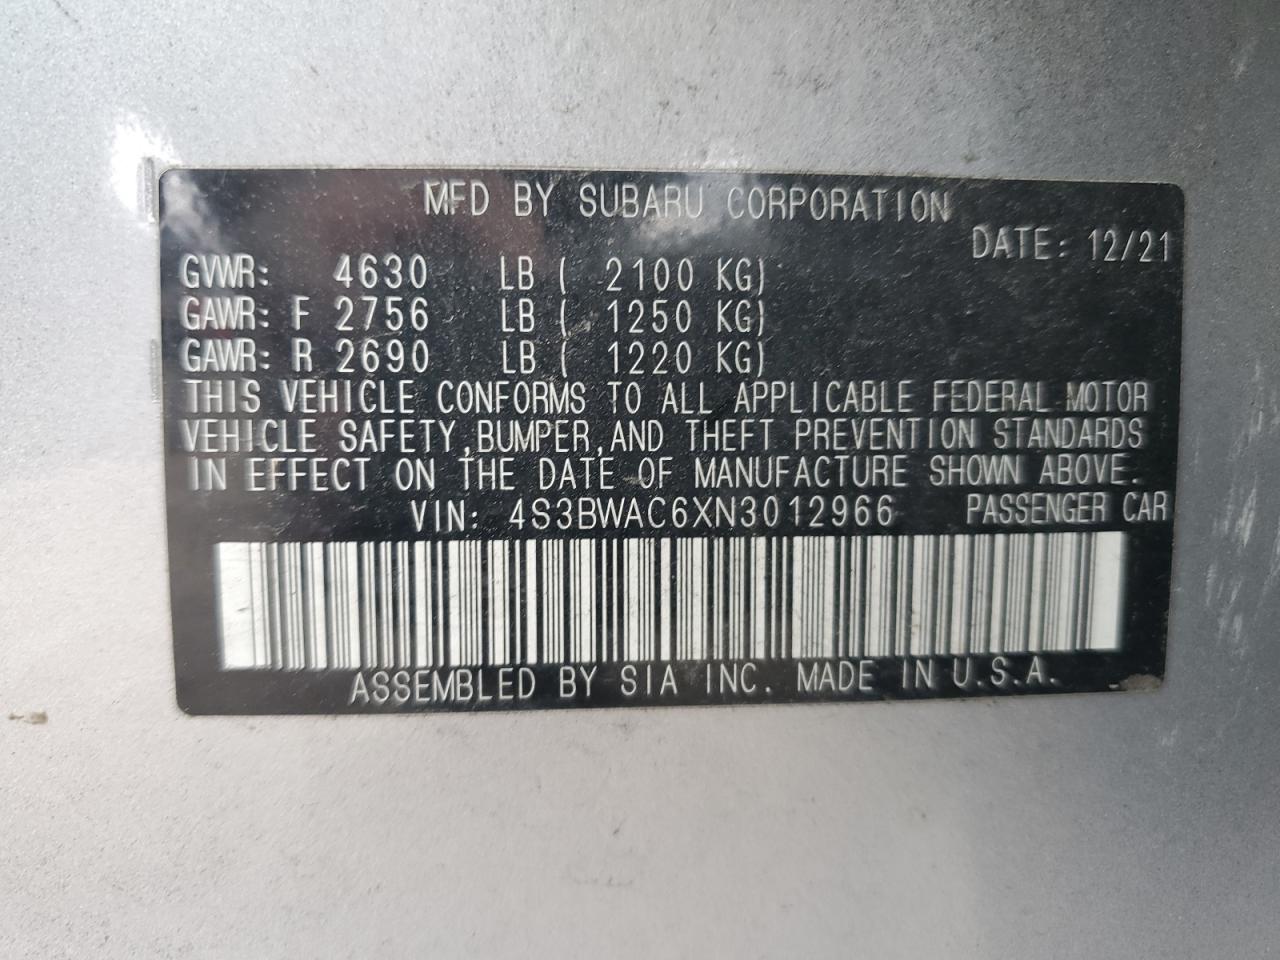 MFD BY SUBARU CORPORATION
DATE: 12/21
GVWR: 4630 LB ( 2100 KG)
GAWR: F 2756 LB ( 1250 KG)
GAWR: R 2690 LB ( 1220 KG)
THIS VEHICLE CONFORMS TO ALL APPLICABLE FEDERAL MOTOR
VEHICLE SAFETY,BUMPER,AND THEFT PREVENTION STANDARDS
IN EFFECT ON THE DATE OF MANUFACTURE SHOWN ABOVE.
VIN: 4S3BWAC6XN3012966 PASSENGER CAR
ASSEMBLED BY SIA INC. MADE IN U.S.A.